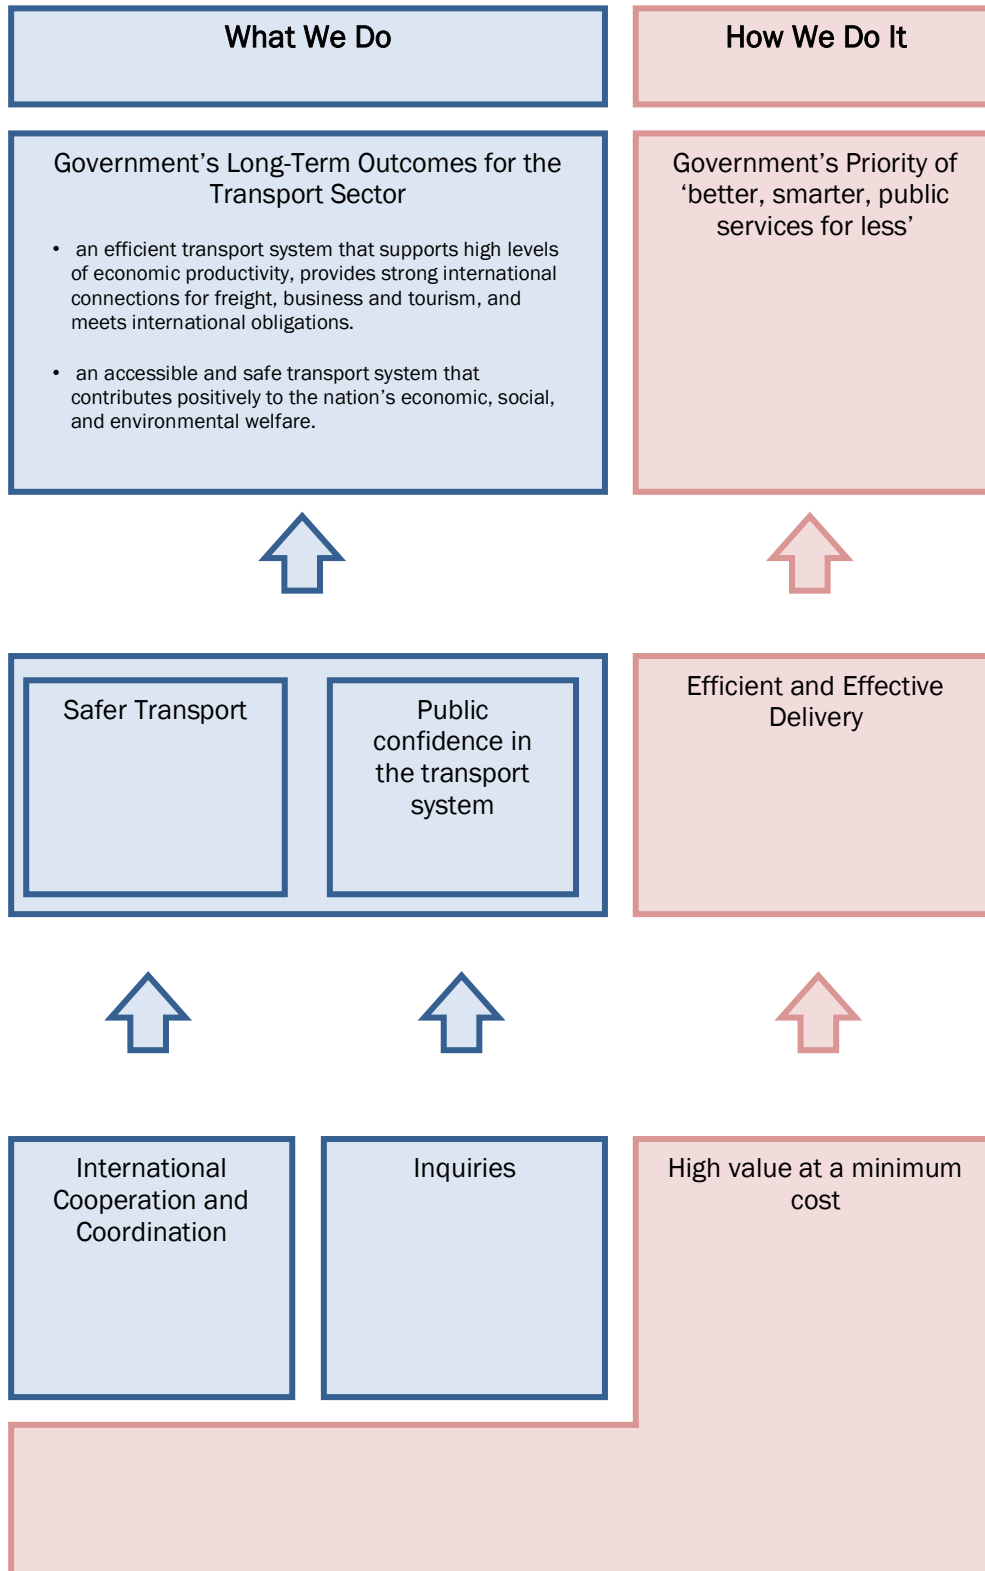 What We Do
How We Do It
Government’s Long-Term Outcomes for the
Transport Sector
• an efficient transport system that supports high levels
of economic productivity, provides strong international
connections for freight, business and tourism, and
meets international obligations.
• an accessible and safe transport system that
contributes positively to the nation’s economic, social,
and environmental welfare.
Government’s Priority of
‘better, smarter, public
services for less’
Safer Transport
Public
confidence in
the transport
system
Efficient and Effective
Delivery
International
Cooperation and
Coordination
Inquiries
High value at a minimum
cost